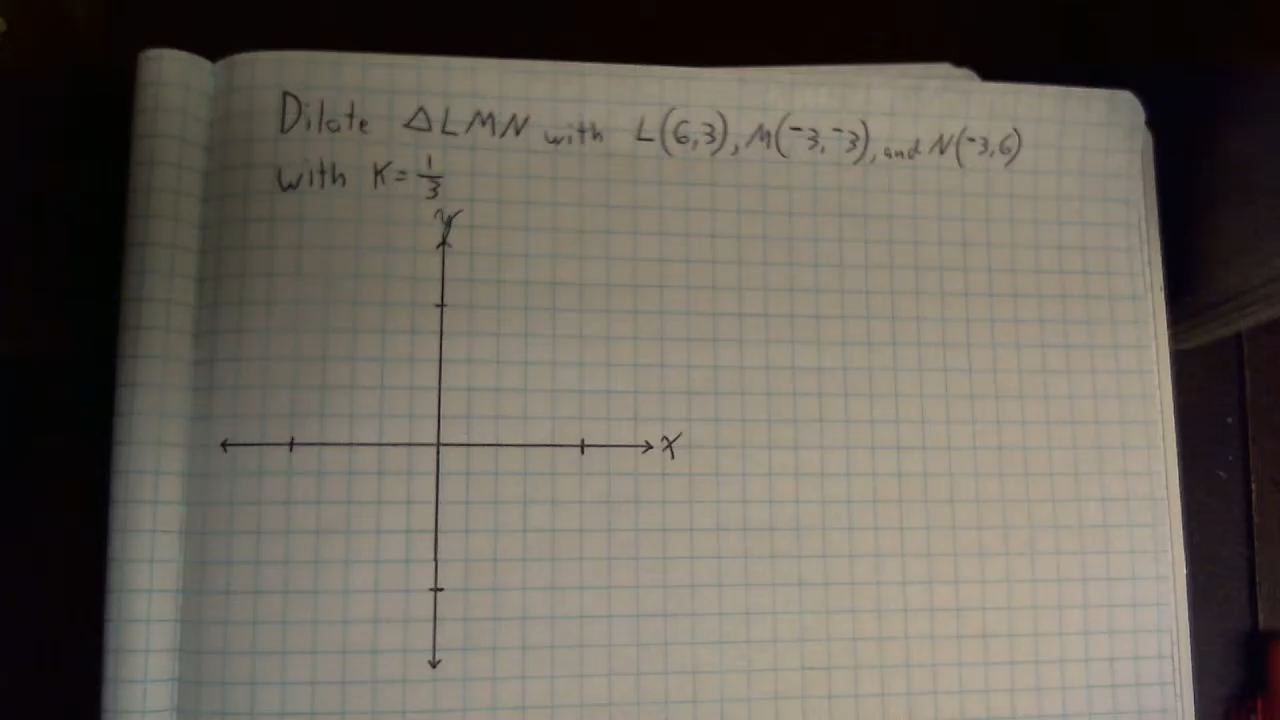 Dilate △LMN with L(6,3), M(⁻3,⁻3), and N(⁻3,6)
with K=1/3
y
x